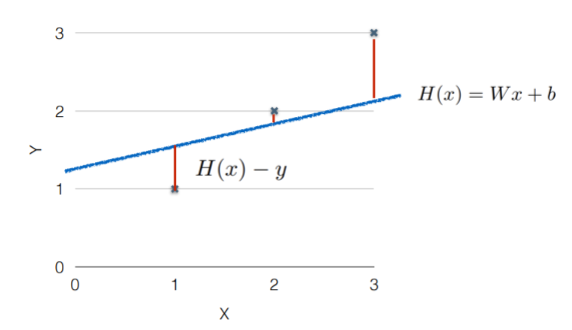 3
H(x) = Wx + b
2
Y
H(x) − y
1
0
0 1 2 3
X